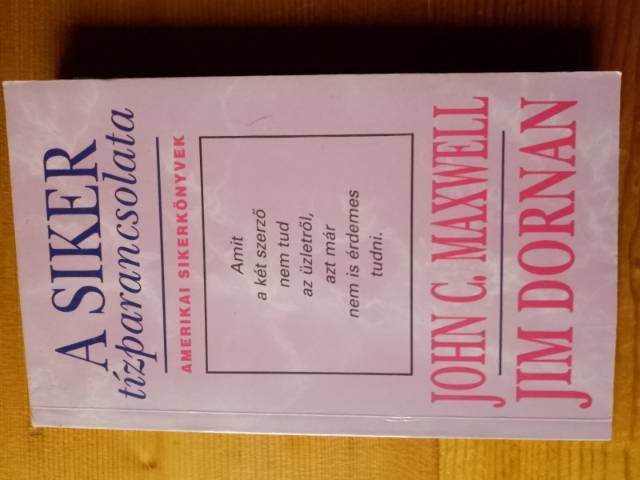 A SIKER
tízparancsolata
AMERIKAI SIKERKÖNYVEK
Amit
a két szerző
nem tud
az üzletről,
azt már
nem is érdemes
tudni.
JOHN C. MAXWELL
JIM DORNAN